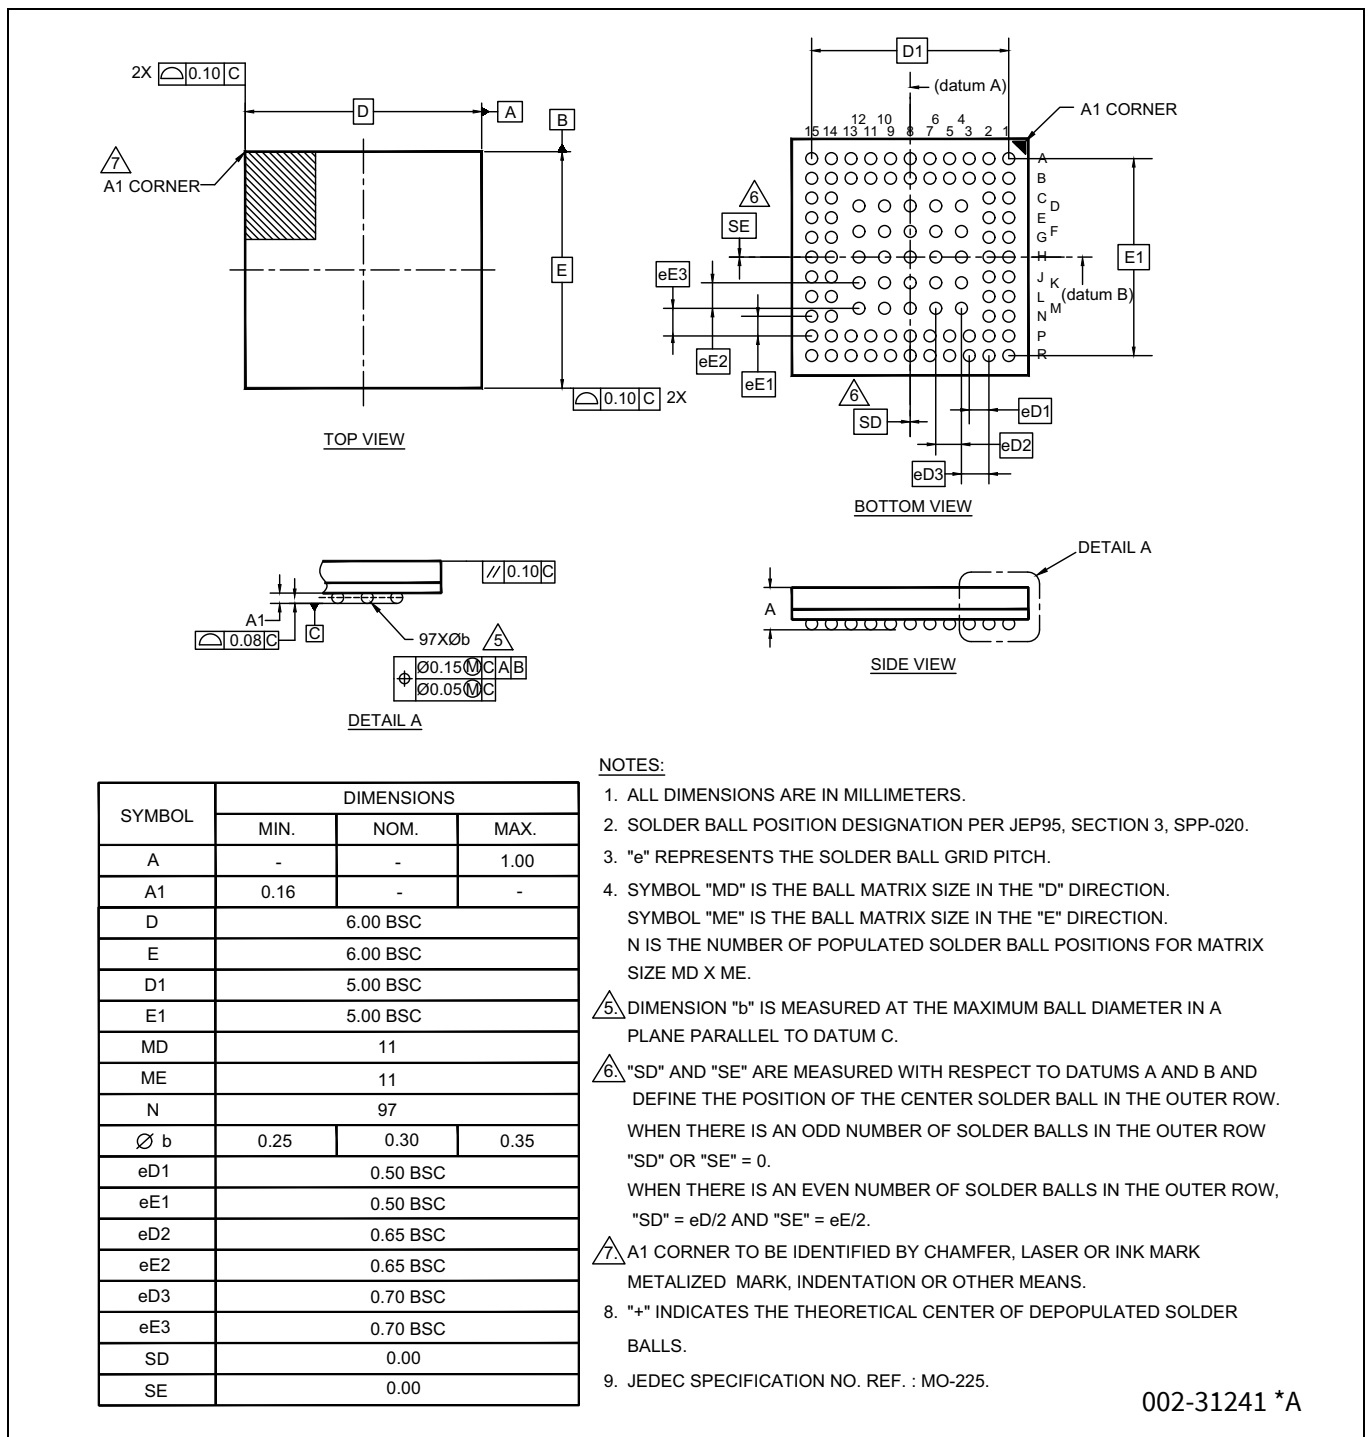 2X 0.10 C
D
A
B
7
A1 CORNER
E
0.10 C 2X
TOP VIEW
D1
(datum A)
A1 CORNER
12 10 6 4
15 14 13 11 9 8 7 5 3 2 1
A
B
C
D
E
F
G
H
J
K
L
M
N
P
R
6
SE
eE3
eE2
eE1
E1
(datum B)
6
SD
eD1
eD2
eD3
BOTTOM VIEW
// 0.10 C
A1
0.08 C
C
97XØb 5
Ø0.15 M C A B
Ø0.05 M C
DETAIL A
DETAIL A
A
SIDE VIEW
SYMBOL DIMENSIONS
MIN. NOM. MAX.
A - - 1.00
A1 0.16 - -
D 6.00 BSC
E 6.00 BSC
D1 5.00 BSC
E1 5.00 BSC
MD 11
ME 11
N 97
Ø b 0.25 0.30 0.35
eD1 0.50 BSC
eE1 0.50 BSC
eD2 0.65 BSC
eE2 0.65 BSC
eD3 0.70 BSC
eE3 0.70 BSC
SD 0.00
SE 0.00
NOTES:
1. ALL DIMENSIONS ARE IN MILLIMETERS.
2. SOLDER BALL POSITION DESIGNATION PER JEP95, SECTION 3, SPP-020.
3. "e" REPRESENTS THE SOLDER BALL GRID PITCH.
4. SYMBOL "MD" IS THE BALL MATRIX SIZE IN THE "D" DIRECTION.
SYMBOL "ME" IS THE BALL MATRIX SIZE IN THE "E" DIRECTION.
N IS THE NUMBER OF POPULATED SOLDER BALL POSITIONS FOR MATRIX
SIZE MD X ME.
5. DIMENSION "b" IS MEASURED AT THE MAXIMUM BALL DIAMETER IN A
PLANE PARALLEL TO DATUM C.
6. "SD" AND "SE" ARE MEASURED WITH RESPECT TO DATUMS A AND B AND
DEFINE THE POSITION OF THE CENTER SOLDER BALL IN THE OUTER ROW.
WHEN THERE IS AN ODD NUMBER OF SOLDER BALLS IN THE OUTER ROW
"SD" OR "SE" = 0.
WHEN THERE IS AN EVEN NUMBER OF SOLDER BALLS IN THE OUTER ROW,
"SD" = eD/2 AND "SE" = eE/2.
7. A1 CORNER TO BE IDENTIFIED BY CHAMFER, LASER OR INK MARK
METALIZED MARK, INDENTATION OR OTHER MEANS.
8. "+" INDICATES THE THEORETICAL CENTER OF DEPOPULATED SOLDER
BALLS.
9. JEDEC SPECIFICATION NO. REF. : MO-225.
002-31241 *A